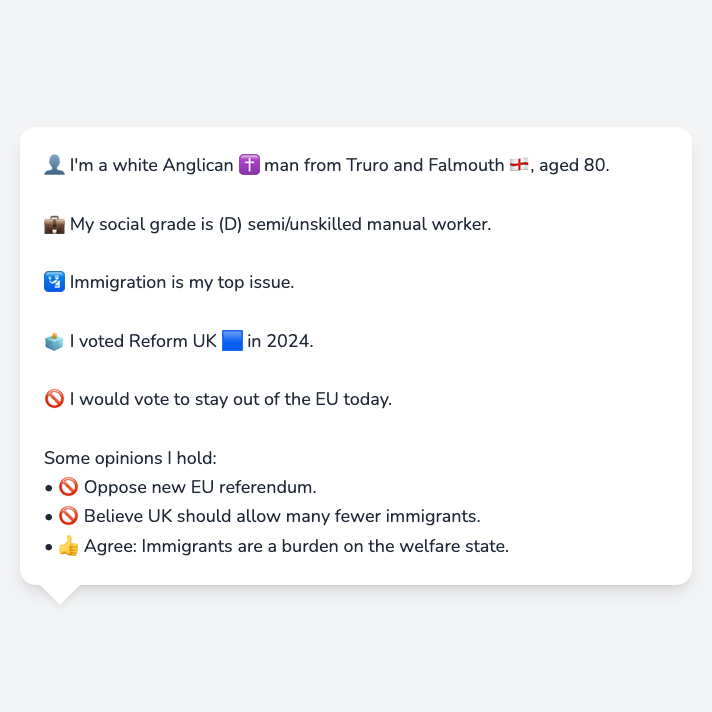 👤 I'm a white Anglican ✝️ man from Truro and Falmouth 🏴󠁧󠁢󠁥󠁮󠁧󠁿, aged 80.
💼 My social grade is (D) semi/unskilled manual worker.
🛂 Immigration is my top issue.
🗳️ I voted Reform UK 🟦 in 2024.
🚫 I would vote to stay out of the EU today.
Some opinions I hold:
• 🚫 Oppose new EU referendum.
• 🚫 Believe UK should allow many fewer immigrants.
• 👍 Agree: Immigrants are a burden on the welfare state.